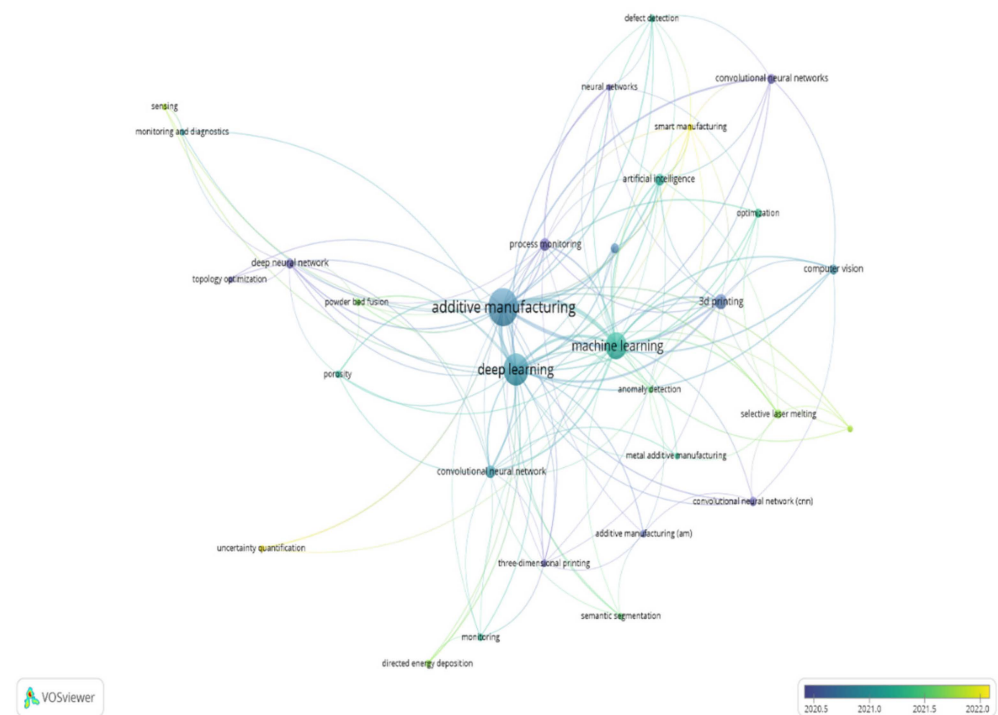 defect detection
convolutional neural networks
neural networks
sensing
smart manufacturing
monitoring and diagnostics
artificial intelligence
optimization
process monitoring
deep neural network
computer vision
topology optimization
powder bed fusion
3d printing
additive manufacturing
machine learning
deep learning
porosity
anomaly detection
selective laser melting
metal additive manufacturing
convolutional neural network
convolutional neural network (cnn)
additive manufacturing (am)
uncertainty quantification
three-dimensional printing
semantic segmentation
monitoring
directed energy deposition
VOSviewer
2020.5 2021.0 2021.5 2022.0